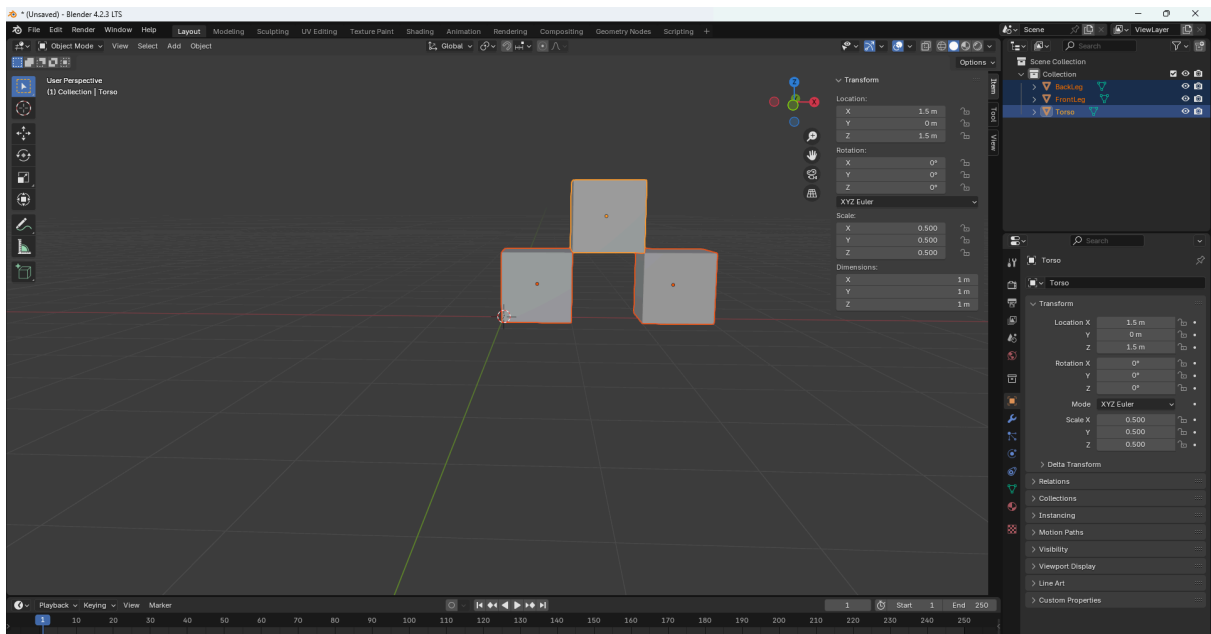 * (Unsaved) - Blender 4.2.3 LTS
File Edit Render Window Help Layout Modeling Sculpting UV Editing Texture Paint Shading Animation Rendering Compositing Geometry Nodes Scripting + Scene ViewLayer
Object Mode View Select Add Object Global Search
Options
User Perspective
(1) Collection | Torso
Z
X
Y
Item
Tool
View
Transform
Location:
X 1.5 m
Y 0 m
Z 1.5 m
Rotation:
X 0°
Y 0°
Z 0°
XYZ Euler
Scale:
X 0.500
Y 0.500
Z 0.500
Dimensions:
X 1 m
Y 1 m
Z 1 m
Scene Collection
Collection
BackLeg
FrontLeg
Torso
Search
Torso
Torso
Transform
Location X 1.5 m
Y 0 m
Z 1.5 m
Rotation X 0°
Y 0°
Z 0°
Mode XYZ Euler
Scale X 0.500
Y 0.500
Z 0.500
Delta Transform
Relations
Collections
Instancing
Motion Paths
Visibility
Viewport Display
Line Art
Custom Properties
Playback Keying View Marker 1 Start 1 End 250
1 10 20 30 40 50 60 70 80 90 100 110 120 130 140 150 160 170 180 190 200 210 220 230 240 250